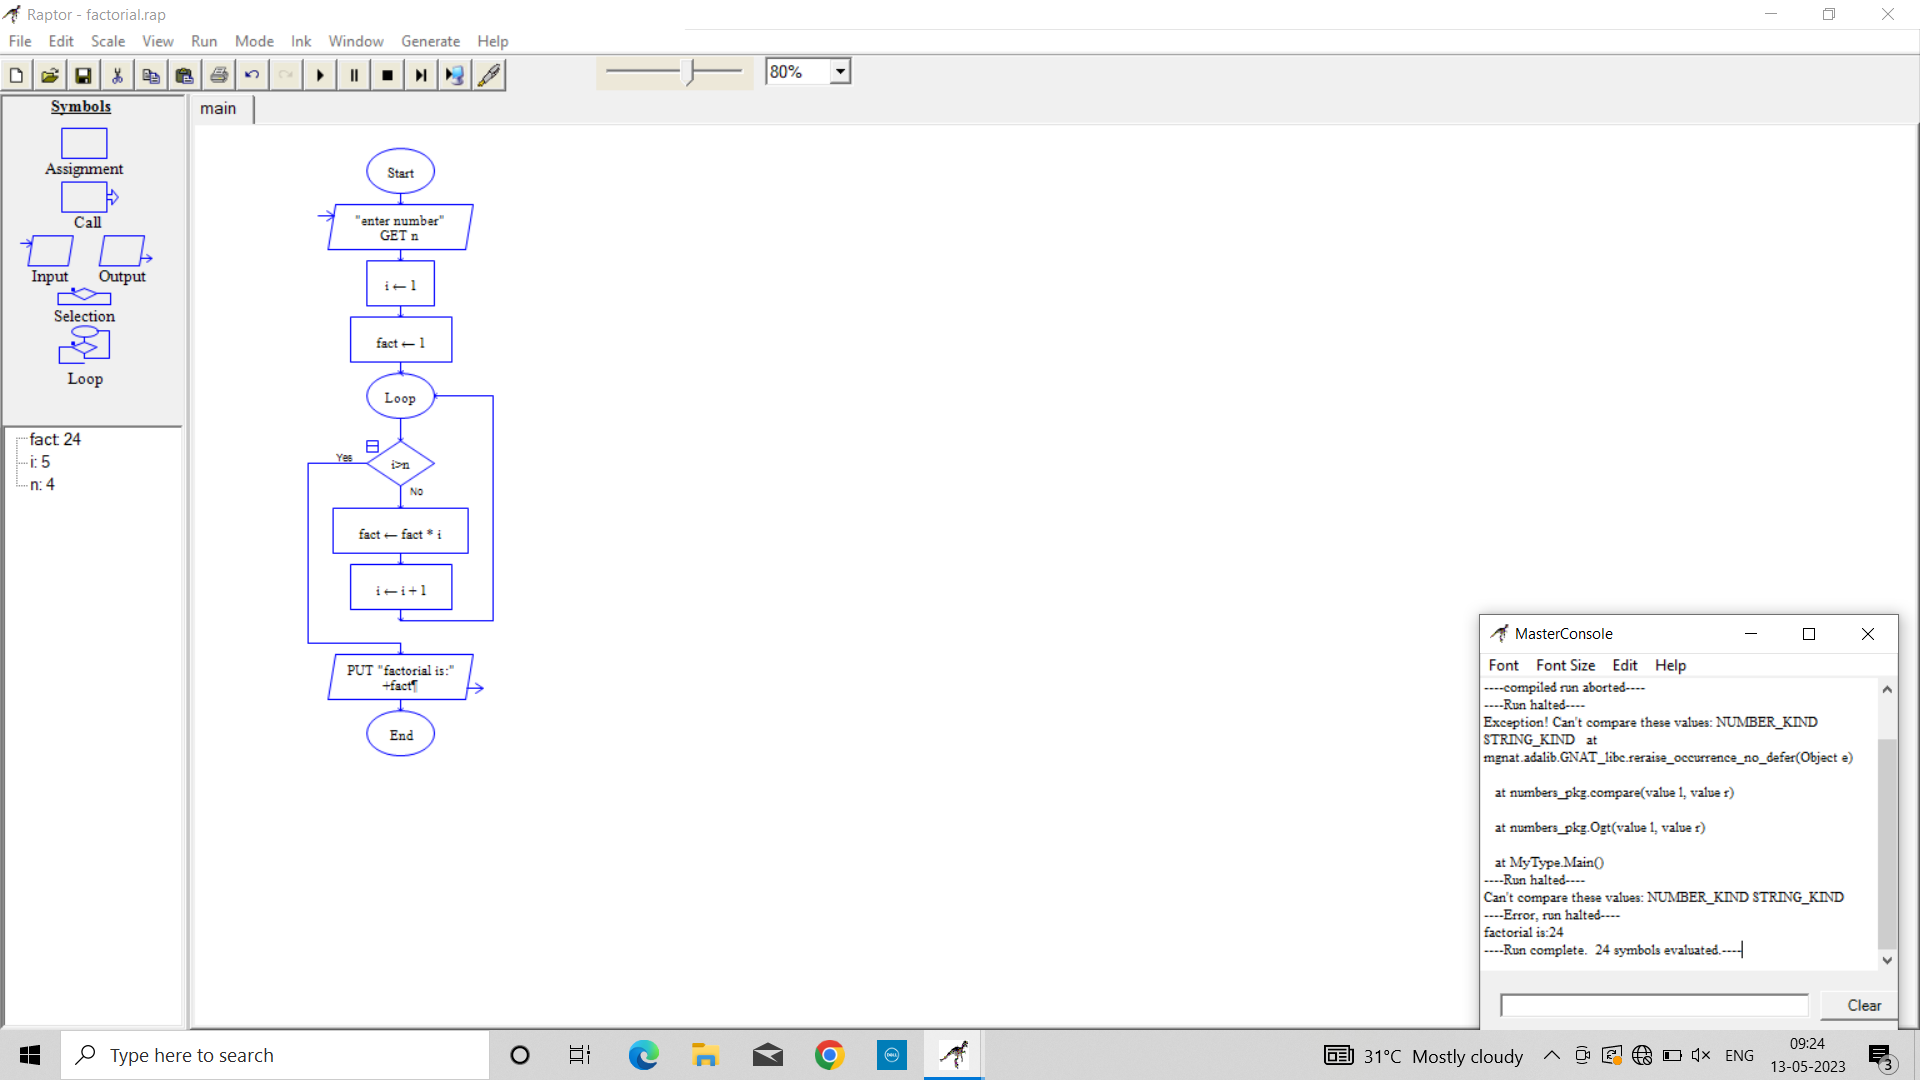 Raptor - factorial.rap
File Edit Scale View Run Mode Ink Window Generate Help
80%
Symbols
Assignment
Call
Input Output
Selection
Loop
fact: 24
i: 5
n: 4
main
Start
"enter number"
GET n
i ← 1
fact ← 1
Loop
Yes
i>n
No
fact ← fact * i
i ← i + 1
PUT "factorial is:"
+fact¶
End
MasterConsole
Font Font Size Edit Help
----compiled run aborted----
----Run halted----
Exception! Can't compare these values: NUMBER_KIND
STRING_KIND at
mgnat.adalib.GNAT_libc.reraise_occurrence_no_defer(Object e)
at numbers_pkg.compare(value l, value r)
at numbers_pkg.Ogt(value l, value r)
at MyType.Main()
----Run halted----
Can't compare these values: NUMBER_KIND STRING_KIND
----Error, run halted----
factorial is:24
----Run complete. 24 symbols evaluated.----
Clear
Type here to search
DELL
31°C Mostly cloudy
ENG
09:24
13-05-2023
3